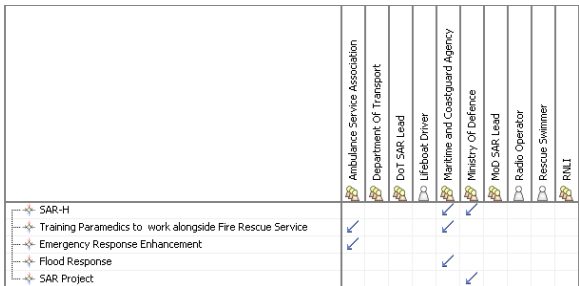 Ambulance Service Association
Department Of Transport
DoT SAR Lead
Lifeboat Driver
Maritime and Coastguard Agency
Ministry Of Defence
MoD SAR Lead
Radio Operator
Rescue Swimmer
RNLI
SAR-H
Training Paramedics to work alongside Fire Rescue Service
Emergency Response Enhancement
Flood Response
SAR Project